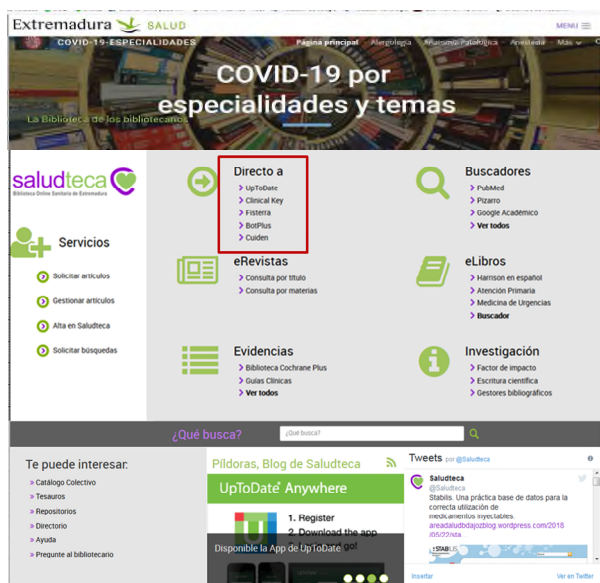 Extremadura SALUD
MENU
COVID-19-ESPECIALIDADES
Página principal Alergología Anatomía Patológica Anestesia Más
COVID-19 por
especialidades y temas
La Biblioteca de los bibliotecarios
saludteca
Biblioteca Online Sanitaria de Extremadura
Servicios
Solicitar artículos
Gestionar artículos
Alta en Saludteca
Solicitar búsquedas
Directo a
UpToDate
Clinical Key
Fisterra
BotPlus
Cuiden
Buscadores
PubMed
Pizarro
Google Académico
Ver todos
eRevistas
Consulta por título
Consulta por materias
eLibros
Harrison en español
Atención Primaria
Medicina de Urgencias
Buscador
Evidencias
Biblioteca Cochrane Plus
Guías Clínicas
Ver todos
Investigación
Factor de impacto
Escritura científica
Gestores bibliográficos
¿Qué busca?
¿Qué busca?
Te puede interesar:
» Catálogo Colectivo
» Tesauros
» Repositorios
» Directorio
» Ayuda
» Pregunte al bibliotecario
Píldoras, Blog de Saludteca
UpToDate® Anywhere
1. Register
2. Download the app
Disponible la App de UpToDate
Tweets por @Saludteca
Saludteca
@Saludteca
Stabilis. Una práctica base de datos para la
correcta utilización de
medicamentos inyectables.
areadaludbdajozblog.wordpress.com/2018
/05/22/sta...
STABILIS
Insertar
Ver en Twitter